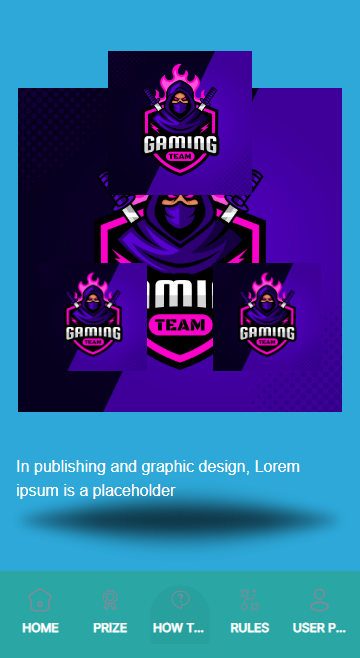 GAMING
TEAM
AMI
TEAM
GAMING
TEAM
GAMING
TEAM
In publishing and graphic design, Lorem
ipsum is a placeholder
HOME
PRIZE
HOW T...
RULES
USER P...